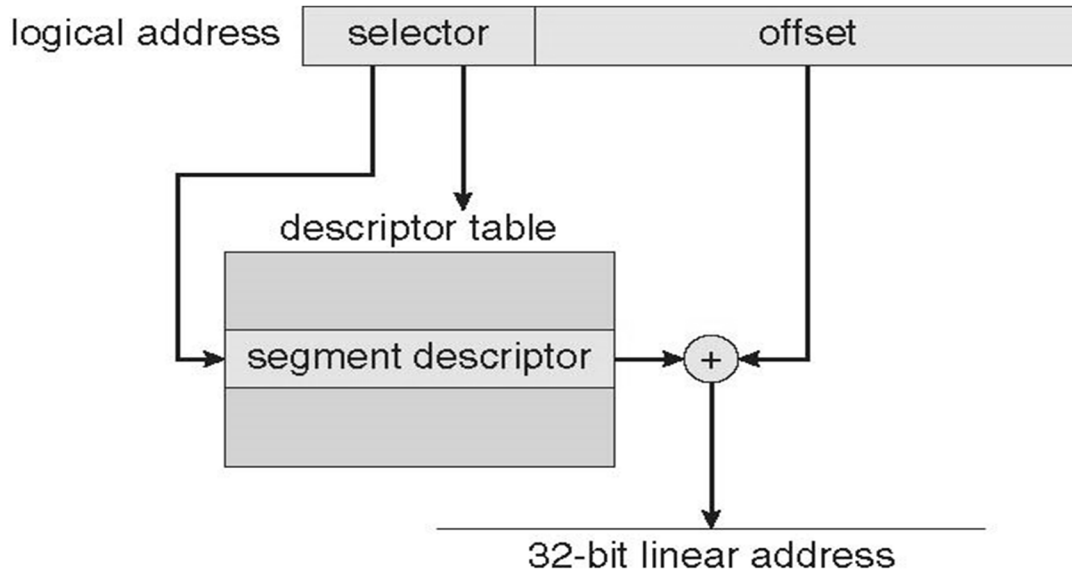 logical address selector offset
descriptor table
segment descriptor +
32-bit linear address